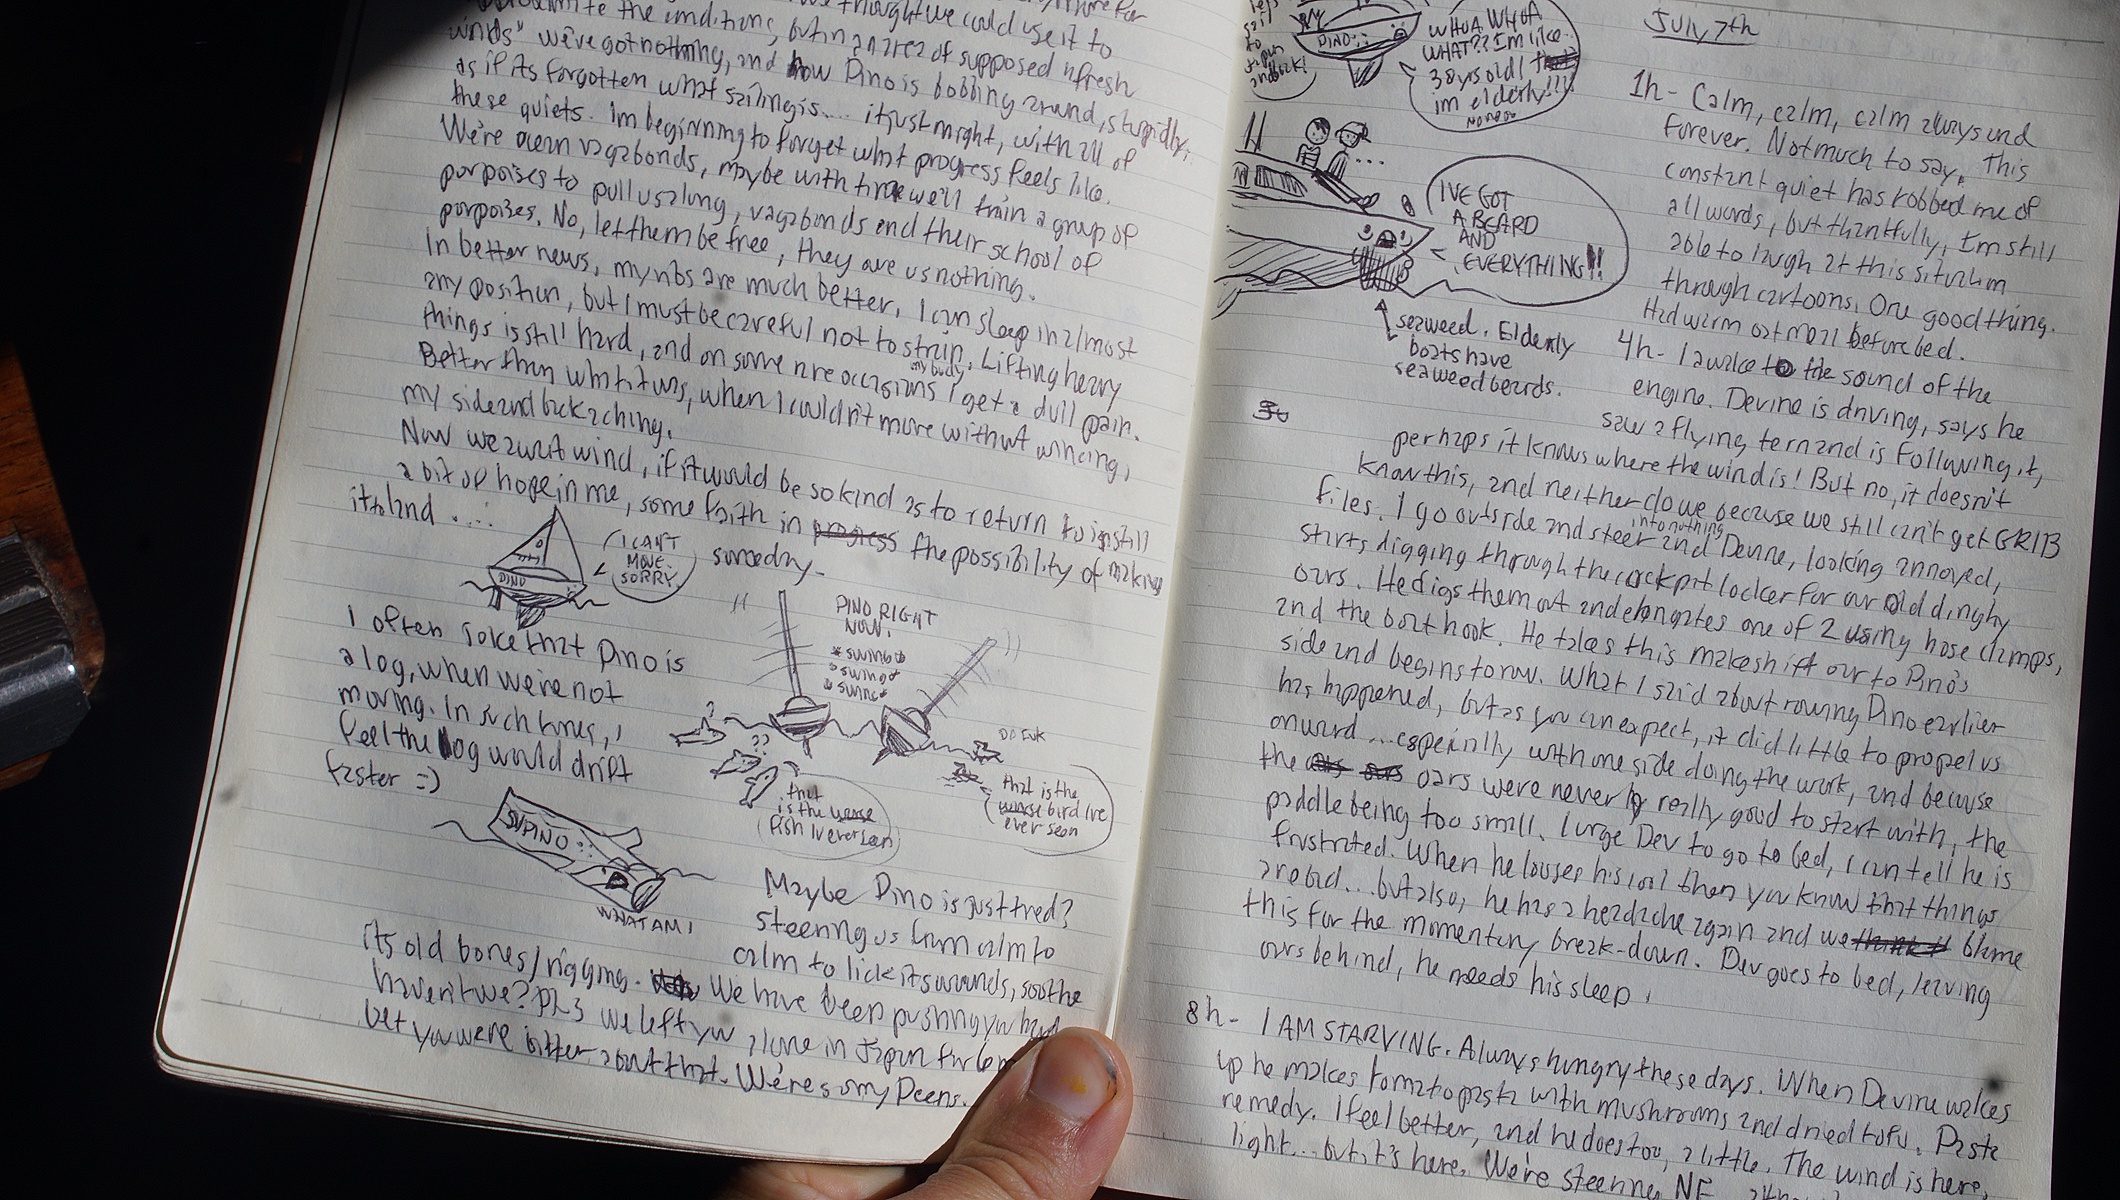 we thought we could use it to
the conditions, but in areas of supposed "fresh
winds" we've got nothing, and now Pino is bobbing around, stupidly,
as if its forgotten what sailing is.... it just might, with all of
these quiets. Im beginning to forget what progress feels like.
We're ocean vagabonds, maybe with time we'll train a group of
porpoises to pull us along, vagabonds and their school of
porpoises. No, let them be free, they are us nothing.
In better news, my ribs are much better, I can sleep in almost
any position, but I must be careful not to strain. Lifting heavy
things is still hard, and on some rare occasions my body I get a dull pain.
Better than what it was, when I couldn't move without wincing,
my side and back aching.
Now we await wind, if it would be so kind as to return to instill
a bit of hope in me, some faith in progress the possibility of making
it to land ....
someday.
PINO
I CAN'T
MOVE.
SORRY
I often joke that Pino is
a log, when we're not
moving. In such times, I
feel the log would drift
faster =)
PINO RIGHT
NOW.
*SWING*
*SWING*
*SWING*
?
??
that
is the worse
fish Ive ever seen
that is the
worse bird I've
ever seen
SUPINO
WHAT AM I
Maybe Pino is just tired?
steering us from calm to
calm to lick its wounds, soothe
its old bones/rigging. We have been pushing you hard
haven't we? Pls we left you alone in Japan for 6
bet you were bitter about that. We're sorry Peens.
lets
sail
to
japan
and back!
PINO
WHOA WHOA
WHAT?? I'm like..
38 yrs old! that
im elderly!!!!
nonooo
...
I'VE GOT
A BEARD
AND
EVERYTHING!!
seaweed. Elderly
boats have
seaweed beards.
JULY 7th
1h- Calm, calm, calm always and
forever. Not much to say. This
constant quiet has robbed me of
all words, but thankfully, I'm still
able to laugh at this situation
through cartoons. One good thing.
Had warm oatmeal before bed.
4h- I awake to the sound of the
engine. Devine is driving, says he
saw a flying tern and is following it,
perhaps it knows where the wind is! But no, it doesn't
know this, and neither do we because we still can't get GRIB
files. I go outside and steer into nothing and Devine, looking annoyed,
starts digging through the cockpit locker for our old dinghy
oars. He digs them out and elongates one of 2 using hose clamps,
and the boat hook. He takes this makeshift oar to Pino's
side and begins to row. What I said about rowing Pino earlier
has happened, but as you can expect, it did little to propel us
onward...especially with one side doing the work, and because
the oars oars oars were never really good to start with, the
paddle being too small. I urge Dev to go to bed, I can tell he is
frustrated. When he looses his cool then you know that things
are bad... but also, he has a headache again and we think it blame
this for the momentary break-down. Dev goes to bed, leaving
oars behind, he needs his sleep.
8h- I AM STARVING. Always hungry these days. When Devine wakes
up he makes tomato pasta with mushrooms and dried tofu. Pasta
remedy. I feel better, and he does too, a little. The wind is here,
light... but it's here. We're steering NE